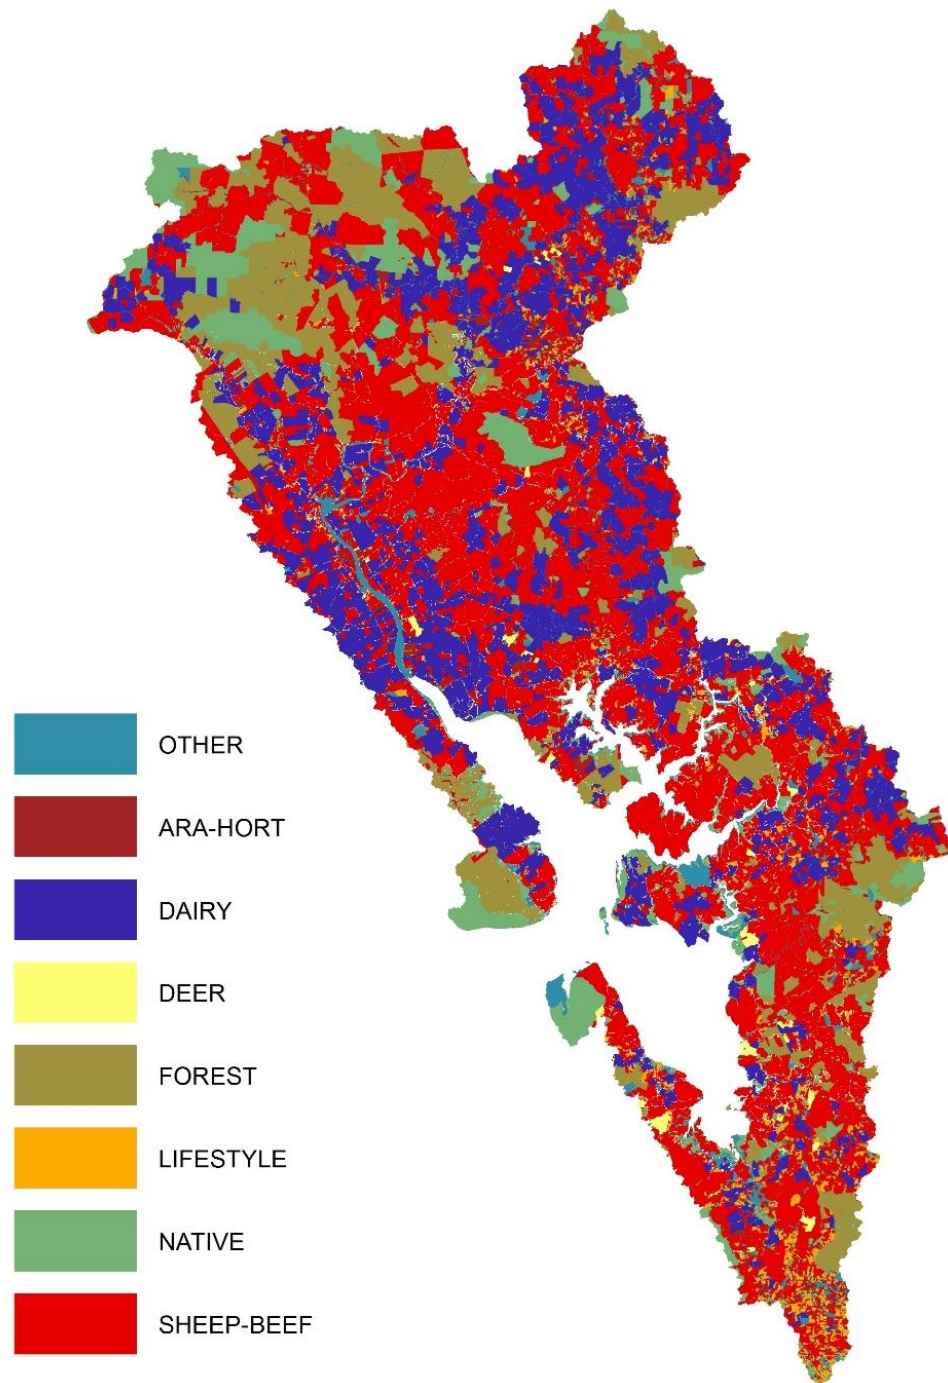 OTHER
ARA-HORT
DAIRY
DEER
FOREST
LIFESTYLE
NATIVE
SHEEP-BEEF